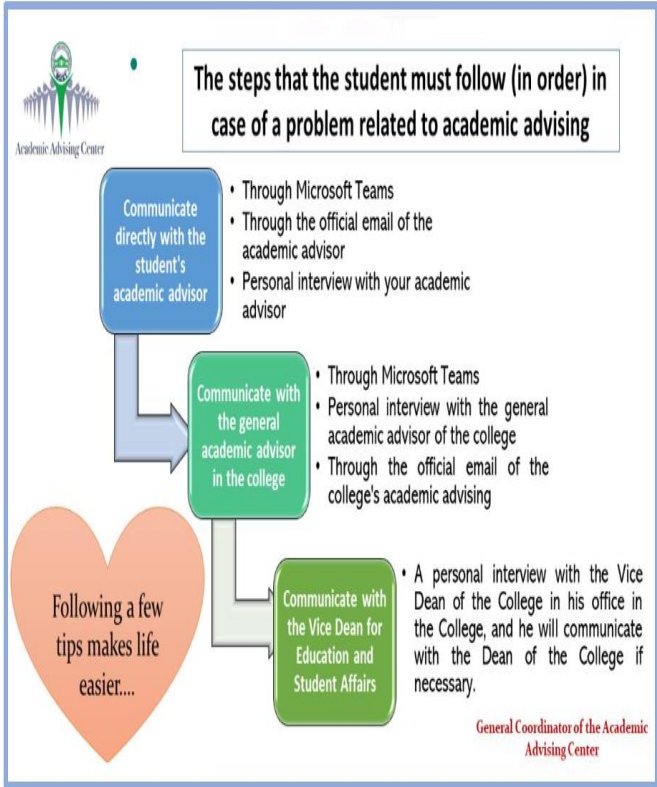 The steps that the student must follow (in order) in
case of a problem related to academic advising
Academic Advising Center
Communicate
directly with the
student's
academic advisor
• Through Microsoft Teams
• Through the official email of the
academic advisor
• Personal interview with your academic
advisor
Communicate with
the general
academic advisor
in the college
• Through Microsoft Teams
• Personal interview with the general
academic advisor of the college
• Through the official email of the
college's academic advising
Following a few
tips makes life
easier....
Communicate with
the Vice Dean for
Education and
Student Affairs
• A personal interview with the Vice
Dean of the College in his office in
the College, and he will communicate
with the Dean of the College if
necessary.
General Coordinator of the Academic
Advising Center